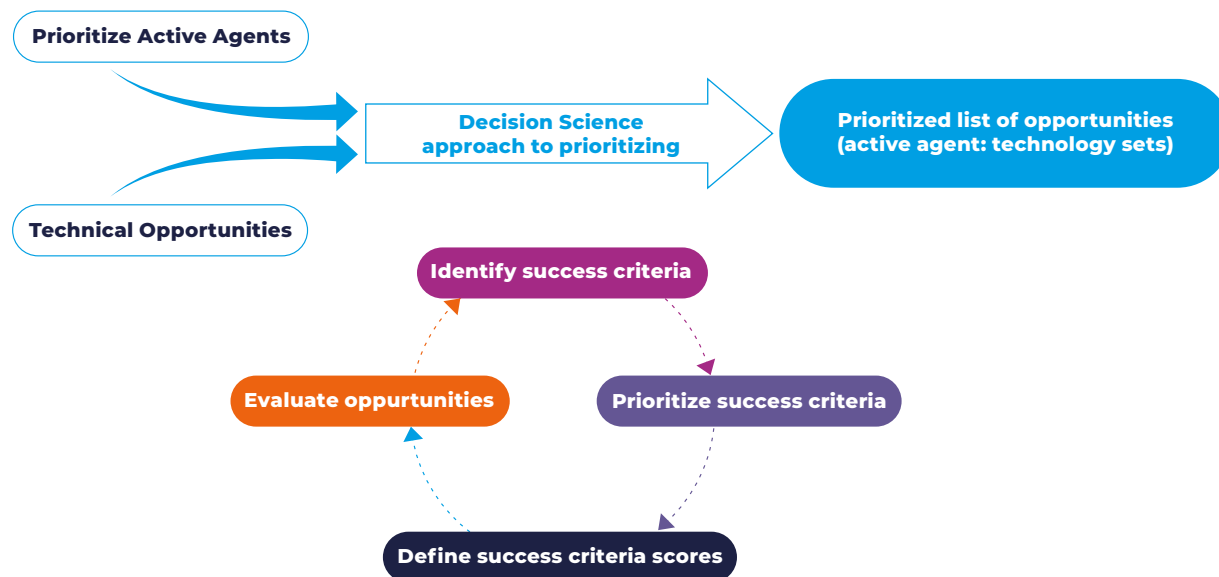 Prioritize Active Agents
Decision Science
approach to prioritizing
Prioritized list of opportunities
(active agent: technology sets)
Technical Opportunities
Identify success criteria
Evaluate oppurtunities
Prioritize success criteria
Define success criteria scores